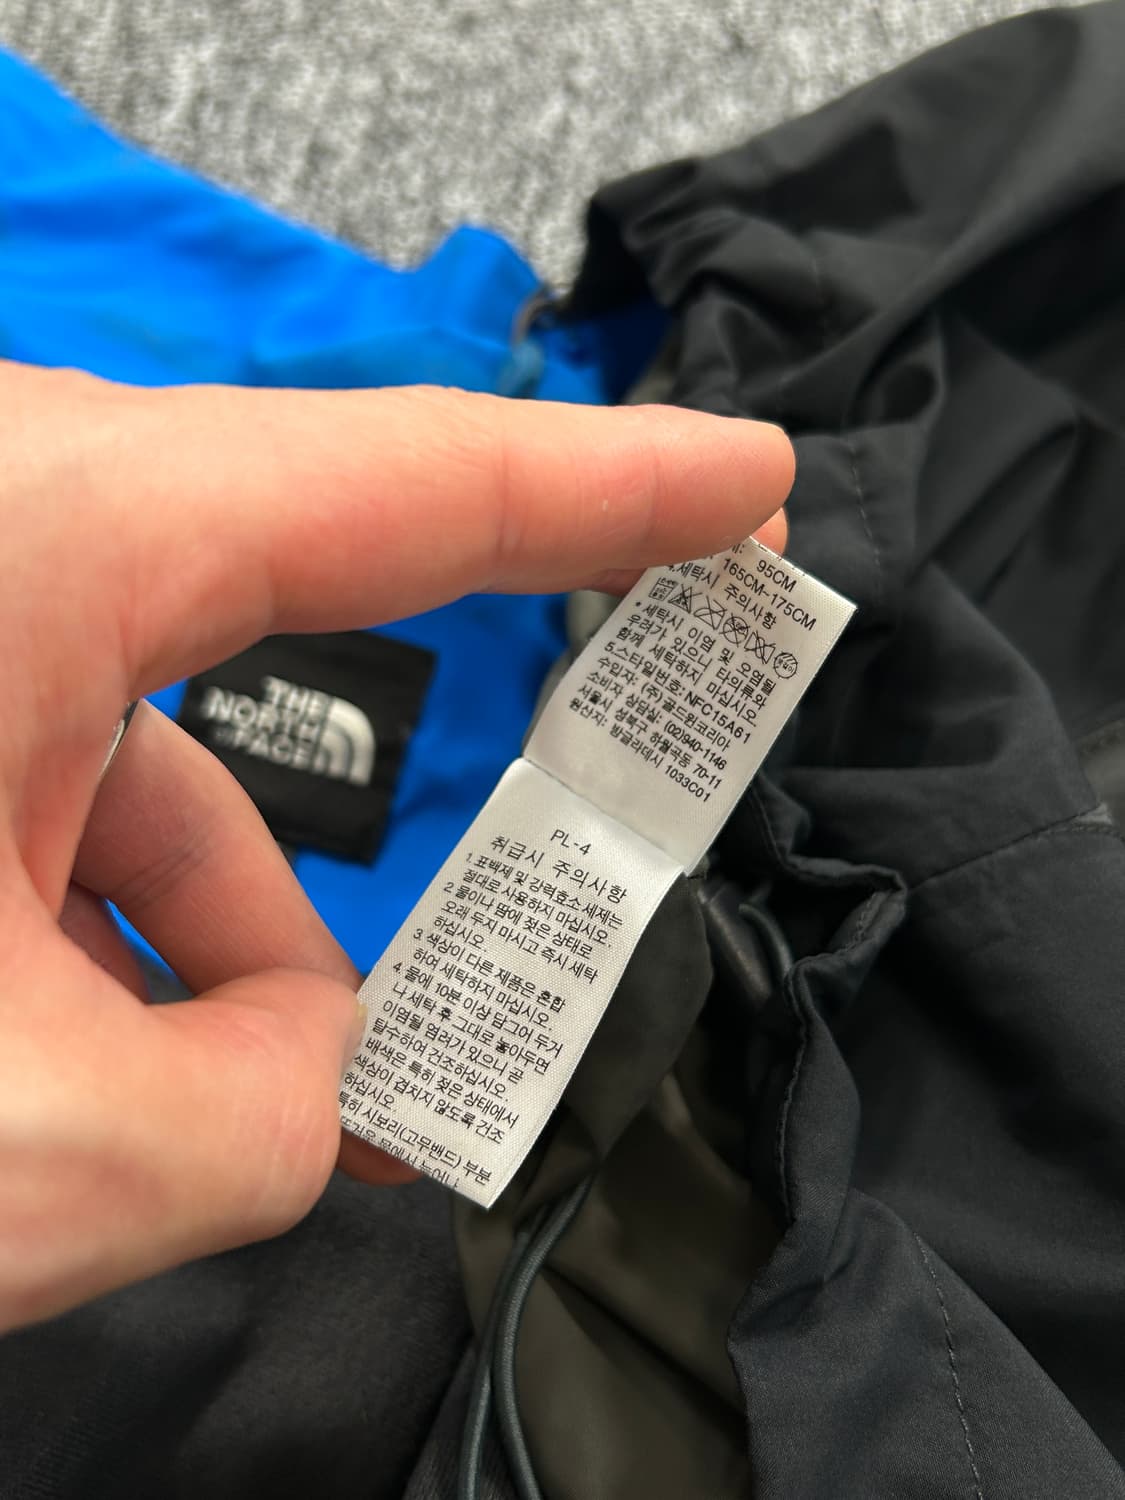 95CM
165CM-175CM
4.세탁시 주의사항
* 세탁시 이염 및 오염될
우려가 있으니 타의류와
함께 세탁하지 마십시오.
5.스타일번호: NFC15A61
수입자: (주)골드윈코리아
소비자 상담실: (02)940-1146
서울시 성북구 하월곡동 70-11
원산지: 방글라데시 1033C01
PL-4
취급시 주의사항
1. 표백제 및 강력효소세제는
절대로 사용하지 마십시오.
2. 물이나 땀에 젖은 상태로
오래 두지 마시고 즉시 세탁
하십시오.
3. 색상이 다른 제품은 혼합
하여 세탁하지 마십시오.
4. 물에 10분 이상 담그어 두거
나 세탁 후 그대로 놓아두면
이염될 염려가 있으니 곧
탈수하여 건조하십시오.
배색은 특히 젖은 상태에서
색상이 겹치지 않도록 건조
하십시오.
특히 시보리(고무밴드) 부분
뜨거운 물에서 늘어나
THE
NORTH
FACE